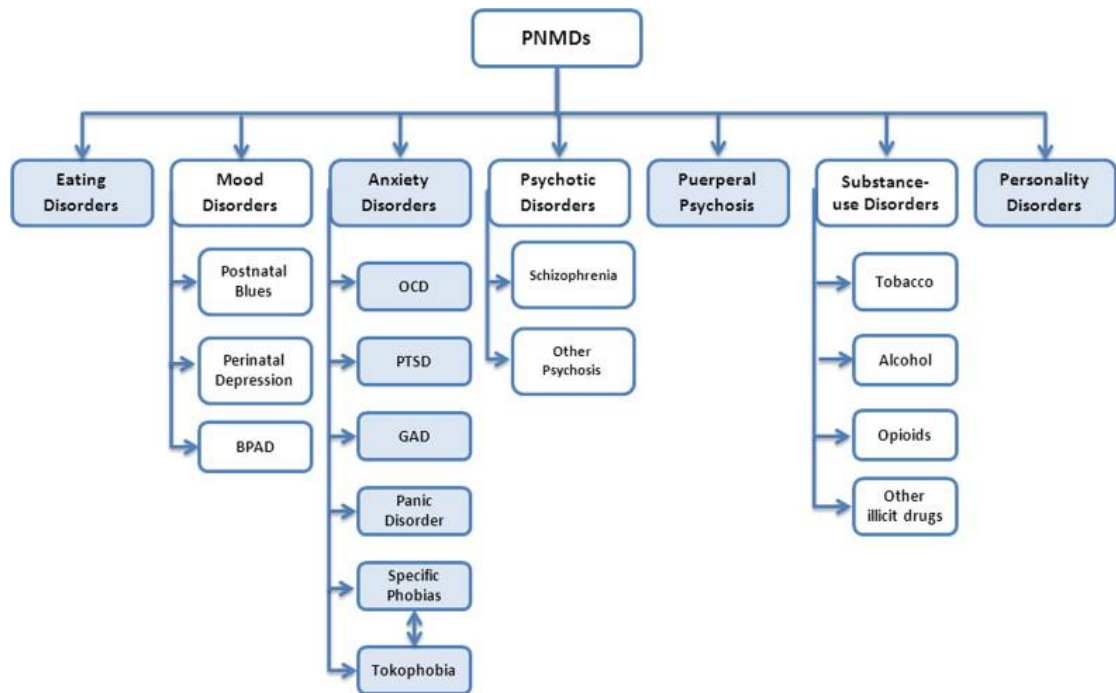 PNMDs
Eating
Disorders
Mood
Disorders
Anxiety
Disorders
Psychotic
Disorders
Puerperal
Psychosis
Substance-
use Disorders
Personality
Disorders
Postnatal
Blues
Perinatal
Depression
BPAD
OCD
PTSD
GAD
Panic
Disorder
Specific
Phobias
Tokophobia
Schizophrenia
Other
Psychosis
Tobacco
Alcohol
Opioids
Other
illicit drugs